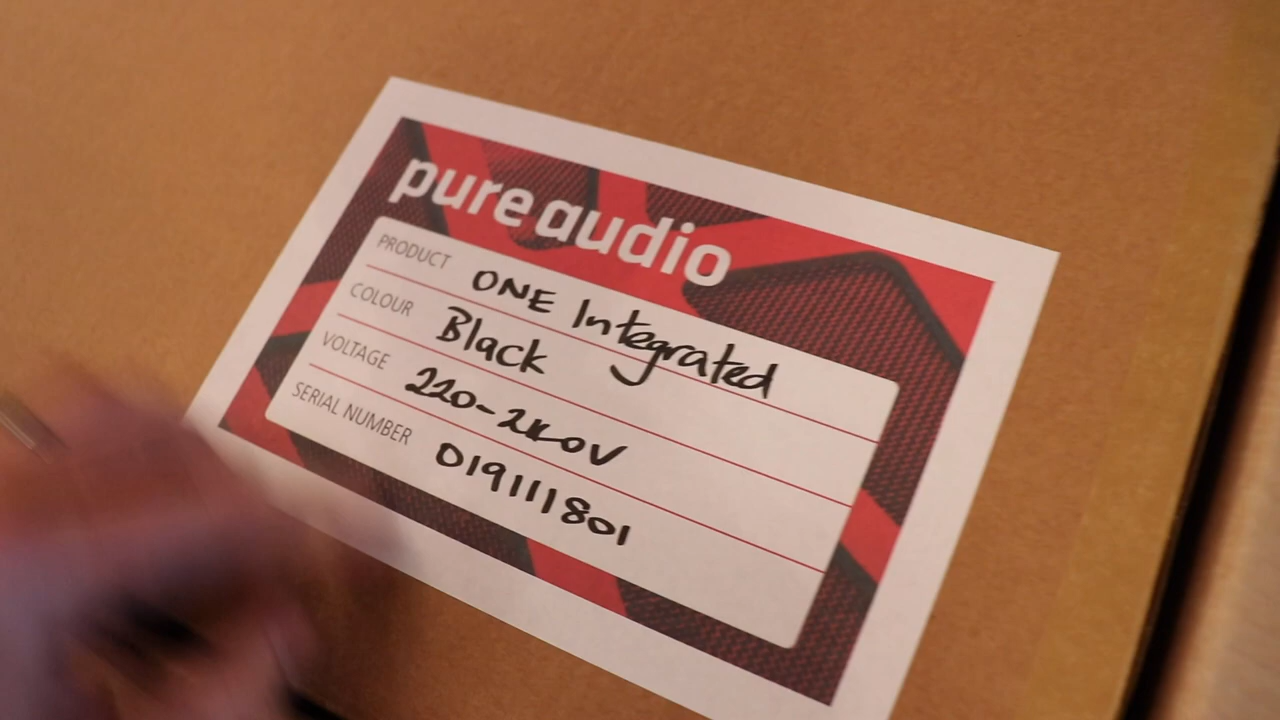 pure audio
PRODUCT ONE Integrated
COLOUR Black
VOLTAGE 220-240V
SERIAL NUMBER 019111801